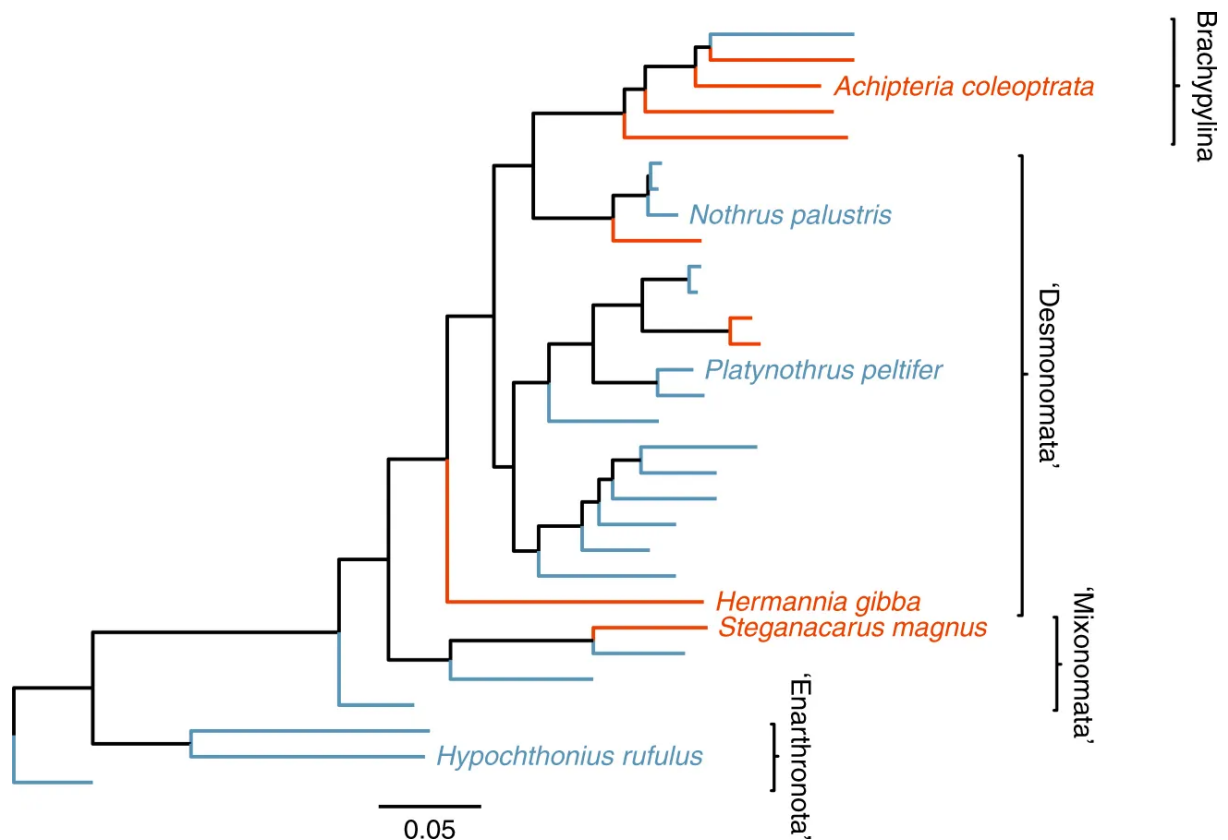 Brachypylina
Achipteria coleoptrata
Nothrus palustris
‘Desmonomata’
Platynothrus peltifer
Hermannia gibba
Steganacarus magnus
‘Mixonomata’
‘Enarthronota’
Hypochthonius rufulus
0.05